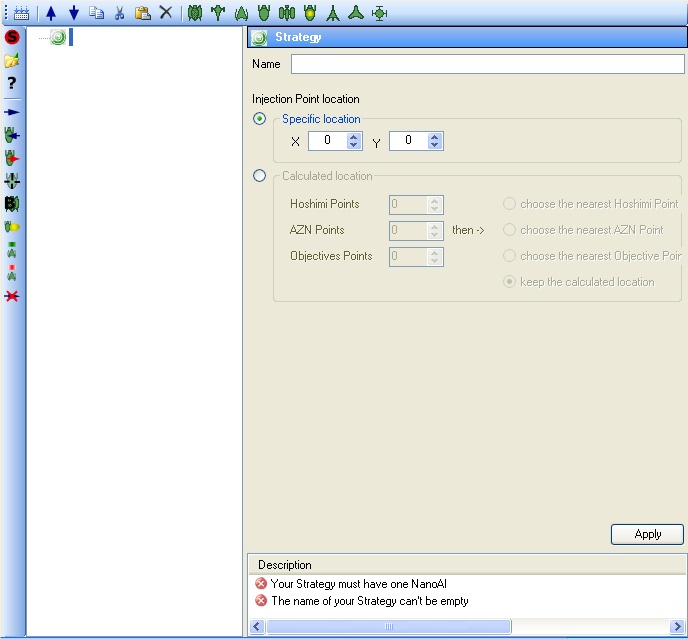 Strategy
Name
Injection Point location
Specific location
X 0 Y 0
Calculated location
Hoshimi Points 0 choose the nearest Hoshimi Point
AZN Points 0 then -> choose the nearest AZN Point
Objectives Points 0 choose the nearest Objective Poin
keep the calculated location
Apply
Description
Your Strategy must have one NanoAI
The name of your Strategy can't be empty
S
?
B